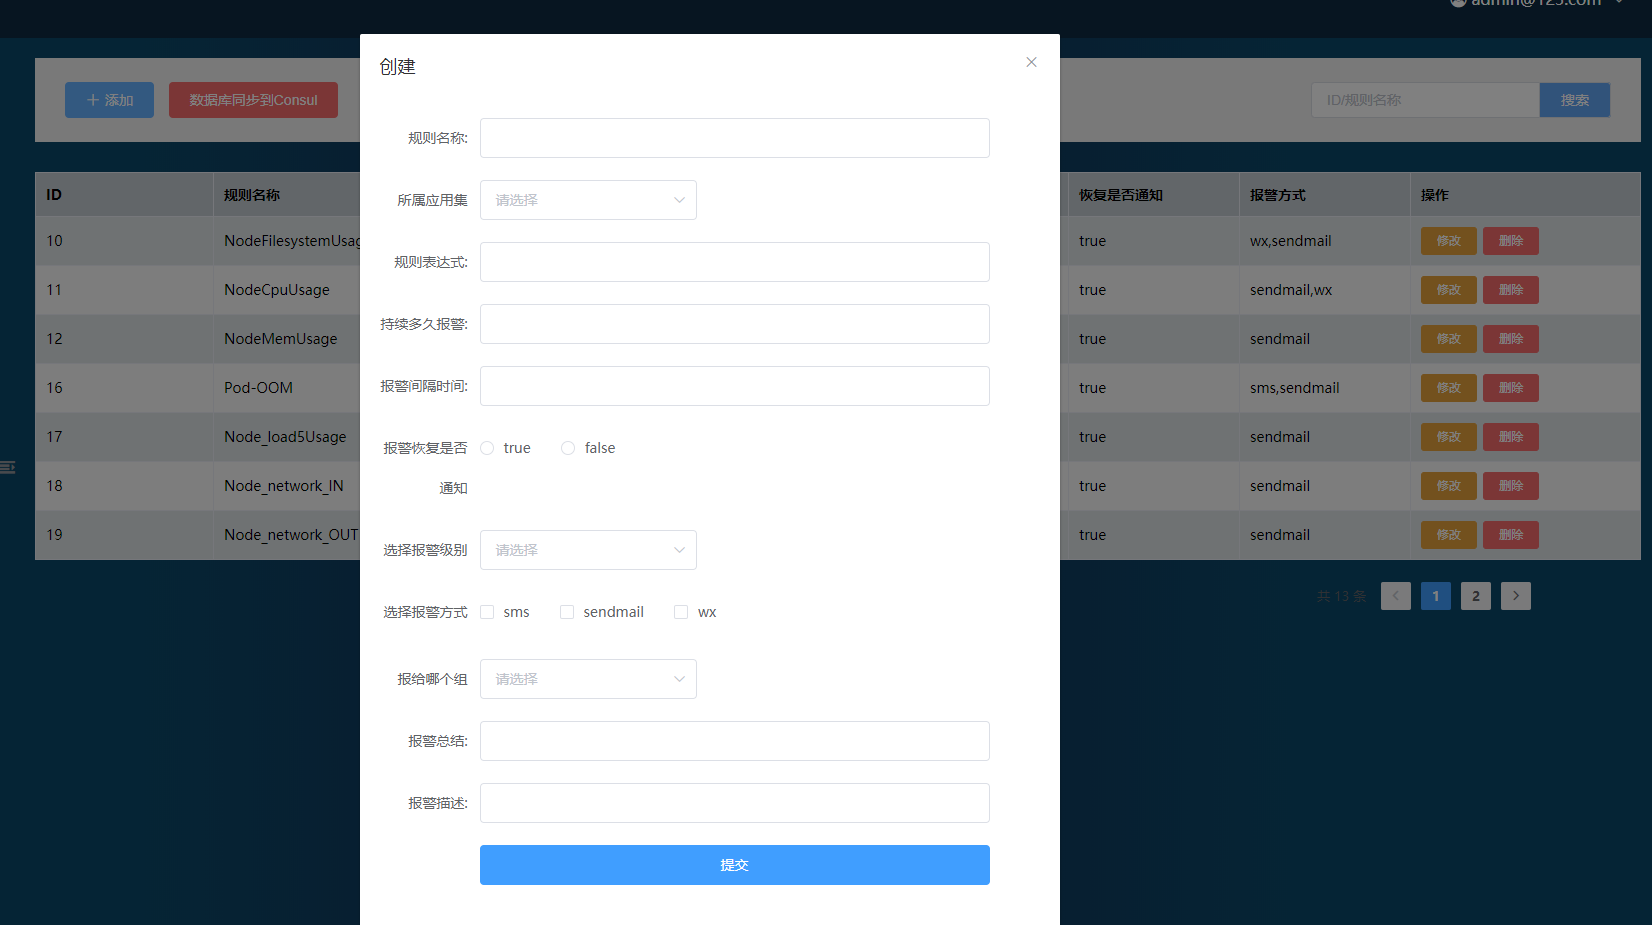 admin@123.com
创建
添加
数据库同步到Consul
ID/规则名称
搜索
规则名称:
所属应用集
请选择
规则表达式:
持续多久报警:
报警间隔时间:
报警恢复是否通知
true
false
选择报警级别
请选择
选择报警方式
sms
sendmail
wx
报给哪个组
请选择
报警总结:
报警描述:
提交
ID 规则名称 恢复是否通知 报警方式 操作
10 NodeFilesystemUsag true wx,sendmail 修改 删除
11 NodeCpuUsage true sendmail,wx 修改 删除
12 NodeMemUsage true sendmail 修改 删除
16 Pod-OOM true sms,sendmail 修改 删除
17 Node_load5Usage true sendmail 修改 删除
18 Node_network_IN true sendmail 修改 删除
19 Node_network_OUT true sendmail 修改 删除
共 13 条
1
2